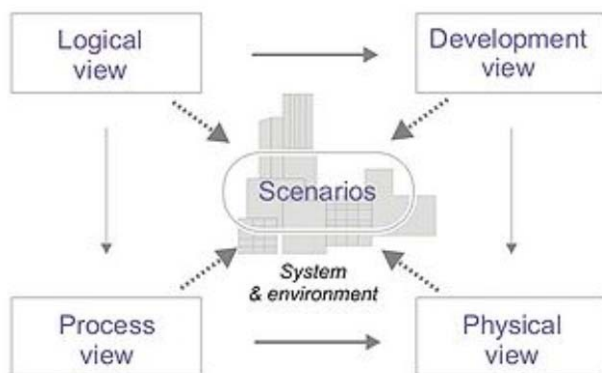 Logical
view
Development
view
Scenarios
System
& environment
Process
view
Physical
view